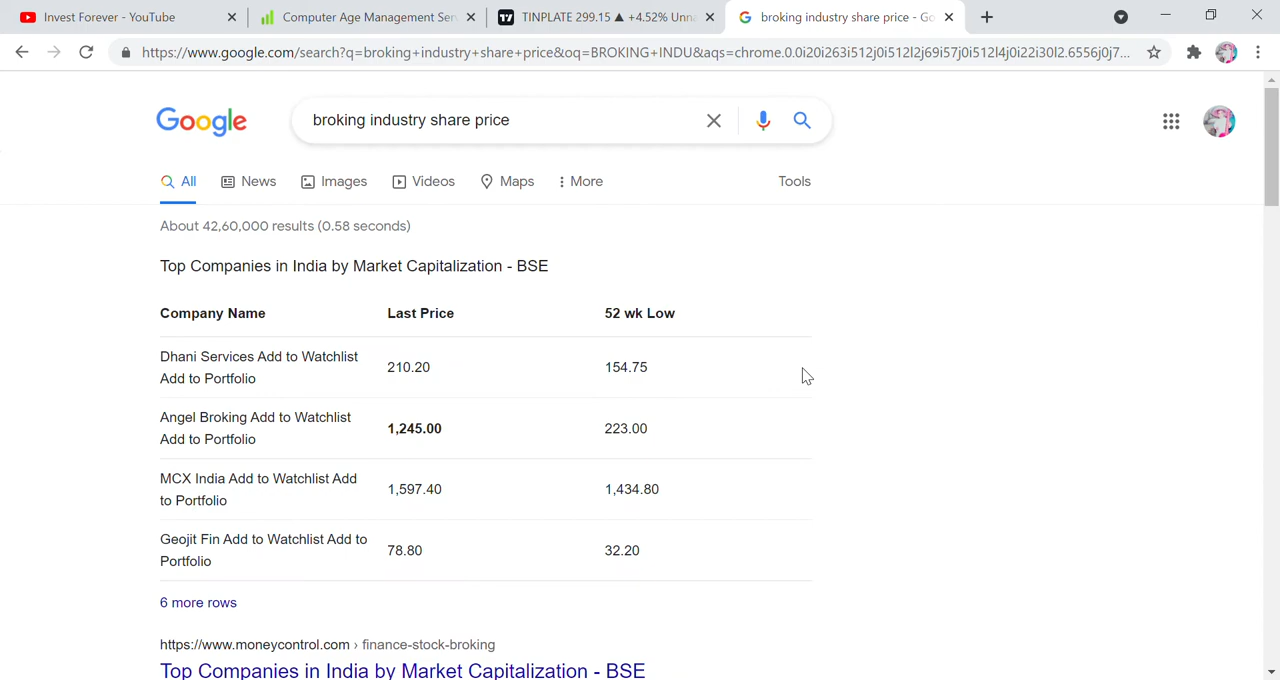 Invest Forever - YouTube
Computer Age Management Ser
TINPLATE 299.15 ▲ +4.52% Unna
broking industry share price - Go
https://www.google.com/search?q=broking+industry+share+price&oq=BROKING+INDU&aqs=chrome.0.0i20i263i512j0i512l2j69i57j0i512l4j0i22i30l2.6556j0j7...
Google
broking industry share price
All News Images Videos Maps More Tools
About 42,60,000 results (0.58 seconds)
Top Companies in India by Market Capitalization - BSE
Company Name Last Price 52 wk Low
Dhani Services Add to Watchlist
Add to Portfolio
210.20 154.75
Angel Broking Add to Watchlist
Add to Portfolio
1,245.00 223.00
MCX India Add to Watchlist Add
to Portfolio
1,597.40 1,434.80
Geojit Fin Add to Watchlist Add to
Portfolio
78.80 32.20
6 more rows
https://www.moneycontrol.com › finance-stock-broking
Top Companies in India by Market Capitalization - BSE